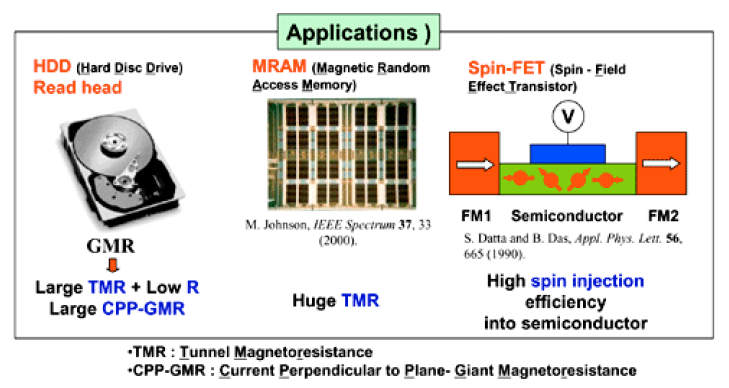 Applications )
HDD (Hard Disc Drive)
Read head
GMR
Large TMR + Low R
Large CPP-GMR
MRAM (Magnetic Random
Access Memory)
M. Johnson, IEEE Spectrum 37, 33
(2000).
Huge TMR
Spin-FET (Spin - Field
Effect Transistor)
V
FM1 Semiconductor FM2
S. Datta and B. Das, Appl. Phys. Lett. 56,
665 (1990).
High spin injection
efficiency
into semiconductor
•TMR : Tunnel Magnetoresistance
•CPP-GMR : Current Perpendicular to Plane- Giant Magnetoresistance